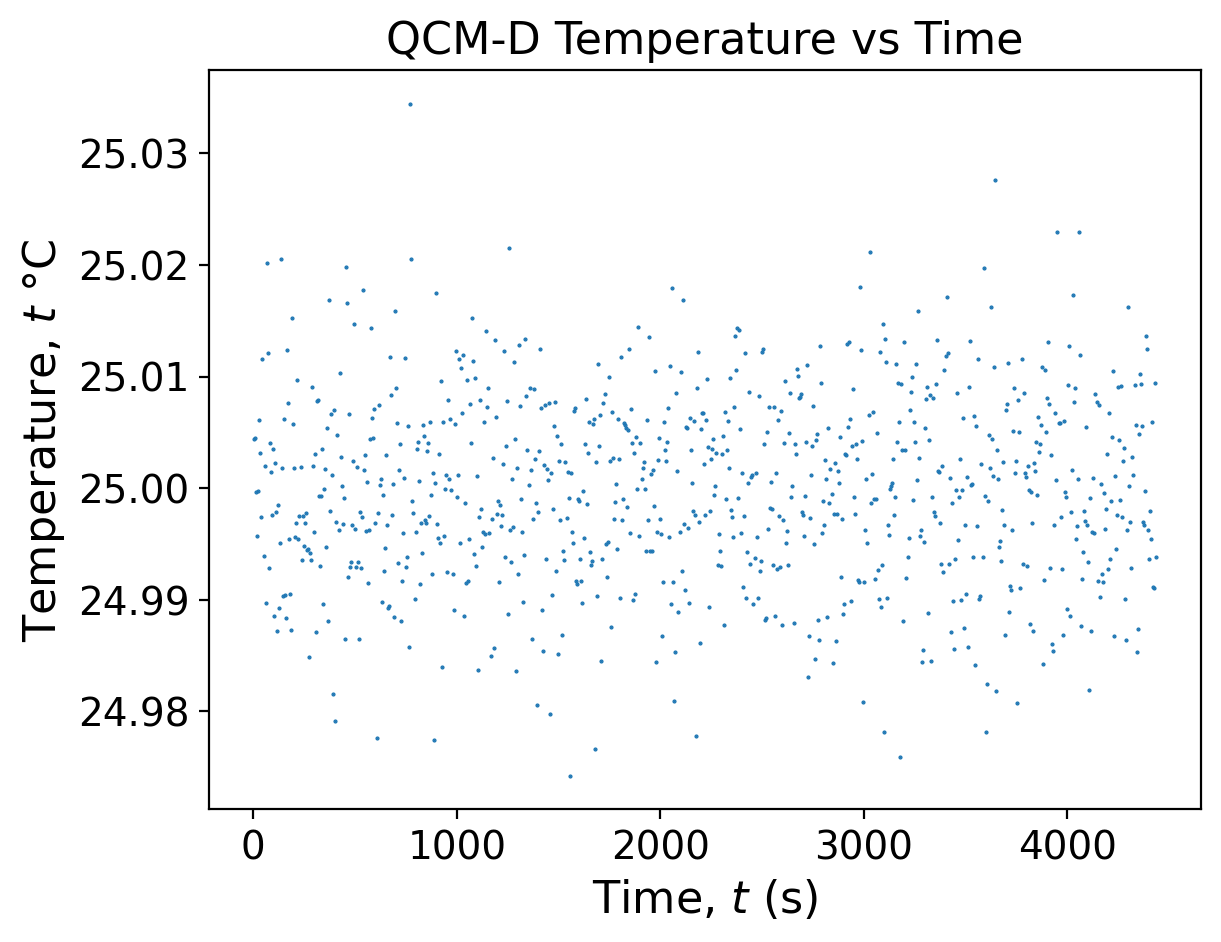 QCM-D Temperature vs Time
Temperature, t °C
25.03
25.02
25.01
25.00
24.99
24.98
0 1000 2000 3000 4000
Time, t (s)